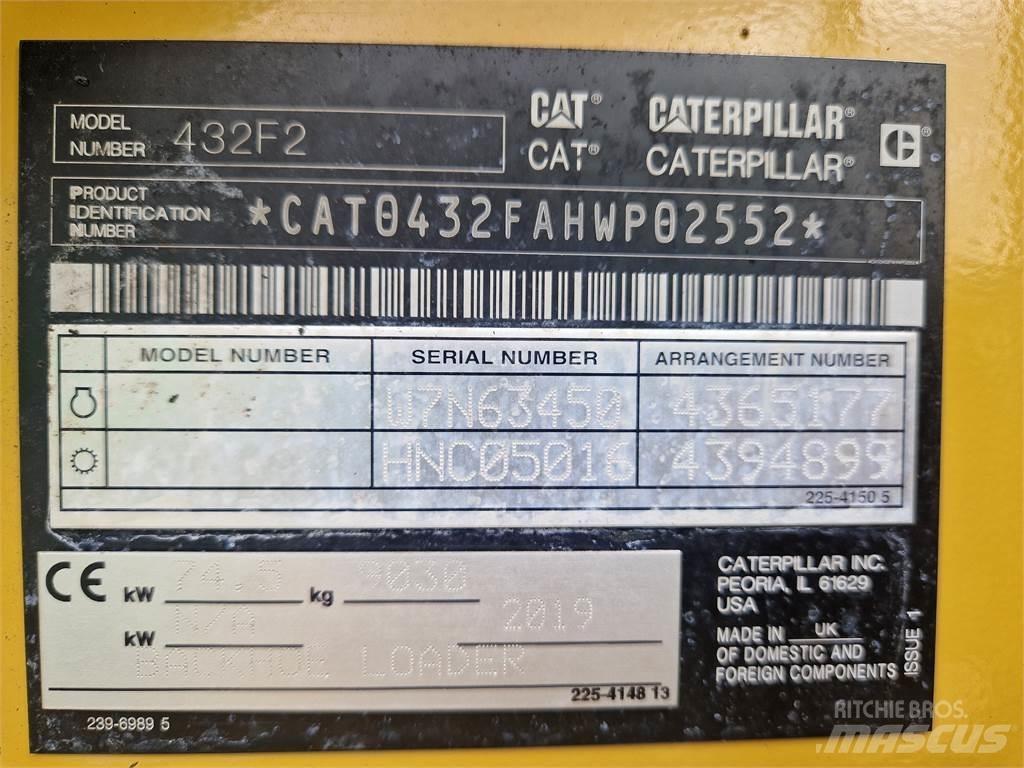 MODEL NUMBER 432F2
CAT® CATERPILLAR®
CAT® CATERPILLAR®
PRODUCT IDENTIFICATION NUMBER *CAT0432FAHWP02552*
MODEL NUMBER SERIAL NUMBER ARRANGEMENT NUMBER
W7N63450 4365177
HNC05016 4394899
225-4150 5
CE kW 74.5 kg 9030
kW N/A 2019
BACKHOE LOADER
225-4148 13
239-6989 5
CATERPILLAR INC.
PEORIA, IL 61629
USA
MADE IN UK
OF DOMESTIC AND
FOREIGN COMPONENTS
ISSUE 1
RITCHIE BROS.
MASCUS